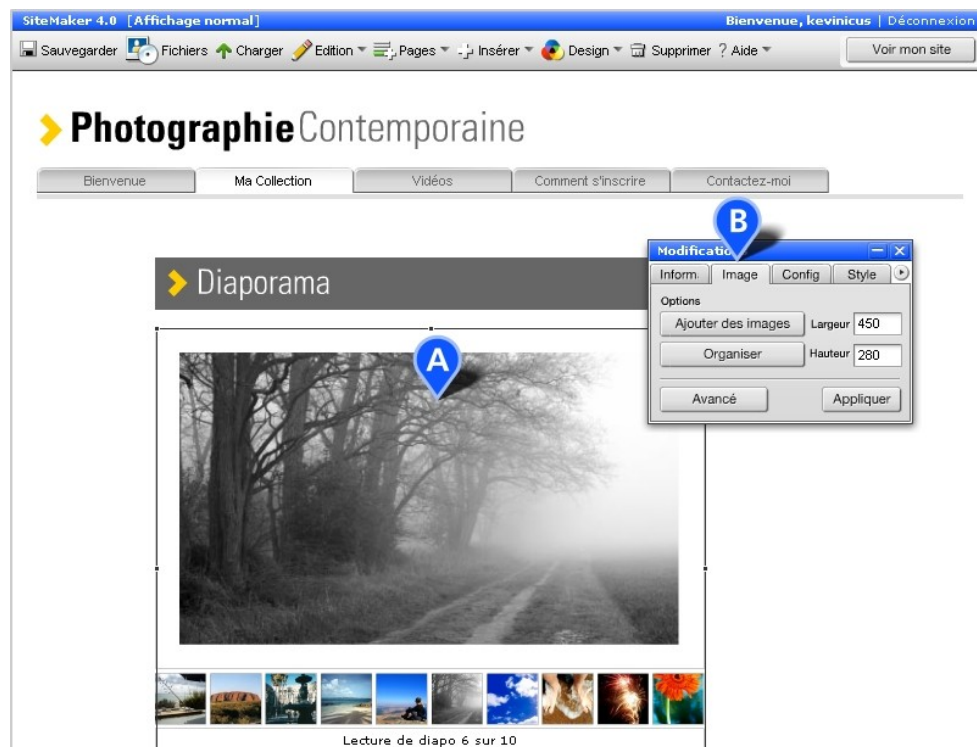 SiteMaker 4.0 [Affichage normal] Bienvenue, kevinicus | Déconnexion
Sauvegarder Fichiers Charger Edition Pages Insérer Design Supprimer ? Aide Voir mon site
Photographie Contemporaine
Bienvenue Ma Collection Vidéos Comment s'inscrire Contactez-moi
B
Modification
Inform. Image Config Style
Diaporama
Options
Ajouter des images Largeur 450
Organiser Hauteur 280
A
Avancé Appliquer
Lecture de diapo 6 sur 10